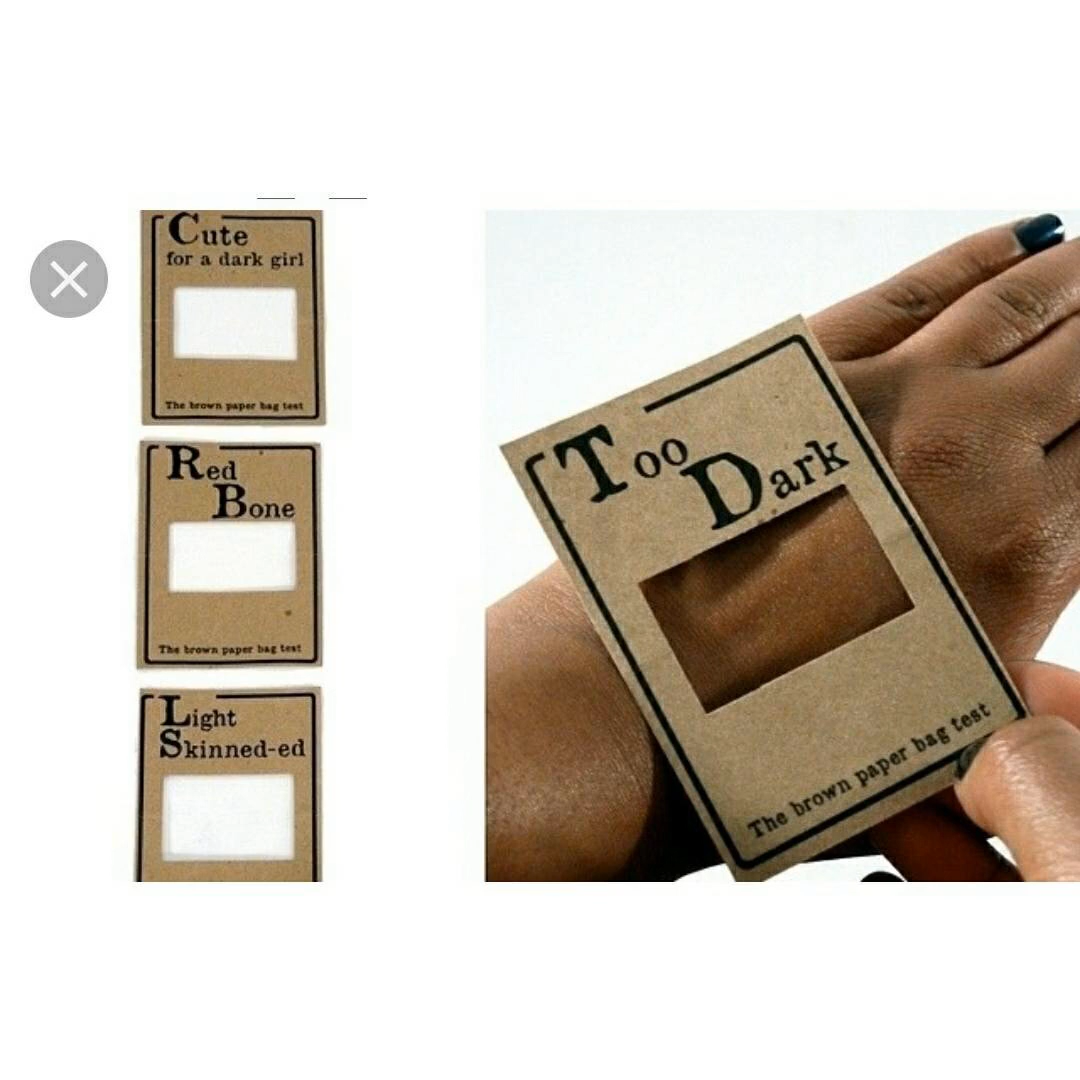 Cute
for a dark girl
The brown paper bag test
Red
Bone
The brown paper bag test
Light
Skinned-ed
Too
Dark
The brown paper bag test